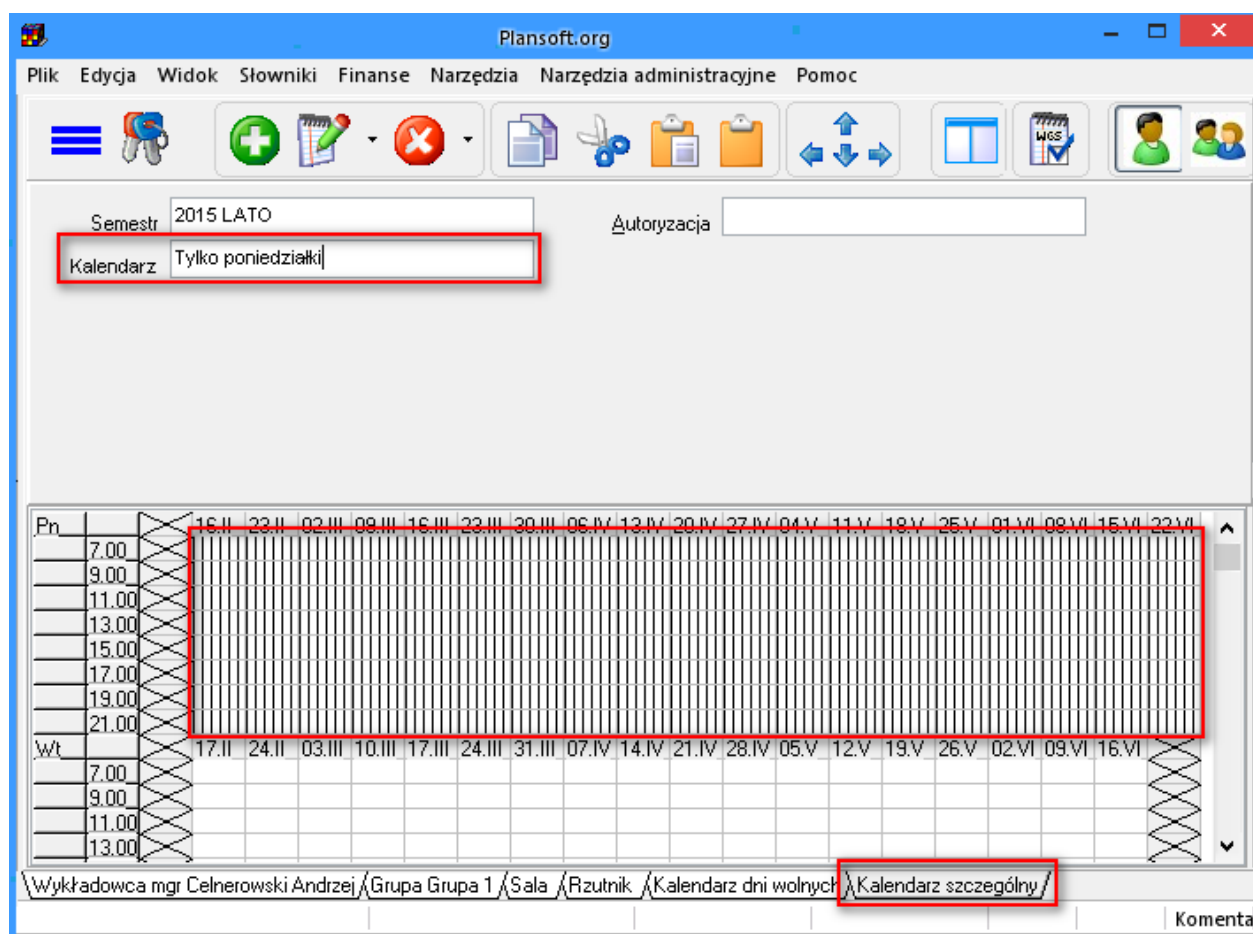 Plansoft.org
Plik Edycja Widok Słowniki Finanse Narzędzia Narzędzia administracyjne Pomoc
WGS
Semestr 2015 LATO Autoryzacja
Kalendarz Tylko poniedziałki
Pn 16.II 23.II 02.III 09.III 16.III 23.III 30.III 06.IV 13.IV 20.IV 27.IV 04.V 11.V 18.V 25.V 01.VI 08.VI 15.VI 22.VI
7.00
9.00
11.00
13.00
15.00
17.00
19.00
21.00
Wt 17.II 24.II 03.III 10.III 17.III 24.III 31.III 07.IV 14.IV 21.IV 28.IV 05.V 12.V 19.V 26.V 02.VI 09.VI 16.VI
7.00
9.00
11.00
13.00
Wykładowca mgr Celnerowski Andrzej Grupa Grupa 1 Sala Rzutnik Kalendarz dni wolnych Kalendarz szczególny
Komenta